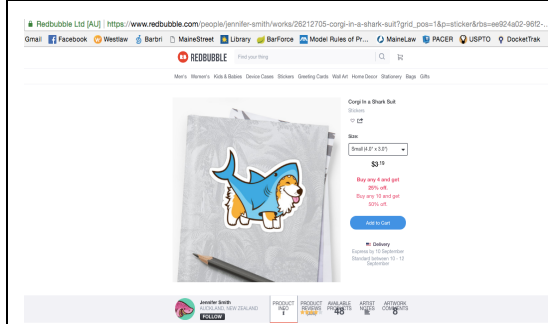 Redbubble Ltd [AU] | https://www.redbubble.com/people/jennifer-smith/works/26212705-corgi-in-a-shark-suit?grid_pos=1&p=sticker&rbs=ee924a02-96f2-...
Gmail Facebook Westlaw Barbri MaineStreet Library BarForce Model Rules of Pr... MaineLaw PACER USPTO DocketTrak
REDBUBBLE Find your thing
Men's Women's Kids & Babies Device Cases Stickers Greeting Cards Wall Art Home Decor Stationery Bags Gifts
Corgi In a Shark Suit
Stickers
Size:
Small (4.0" x 3.0")
$3.19
Buy any 4 and get
25% off.
Buy any 10 and get
50% off.
Add to Cart
Delivery
Express by 10 September
Standard between 10 - 15
September
Jennifer Smith
AUCKLAND, NEW ZEALAND
FOLLOW
PRODUCT INFO
PRODUCT REVIEWS
AVAILABLE PRODUCTS
48
ARTIST NOTES
ARTWORK COMMENTS
8